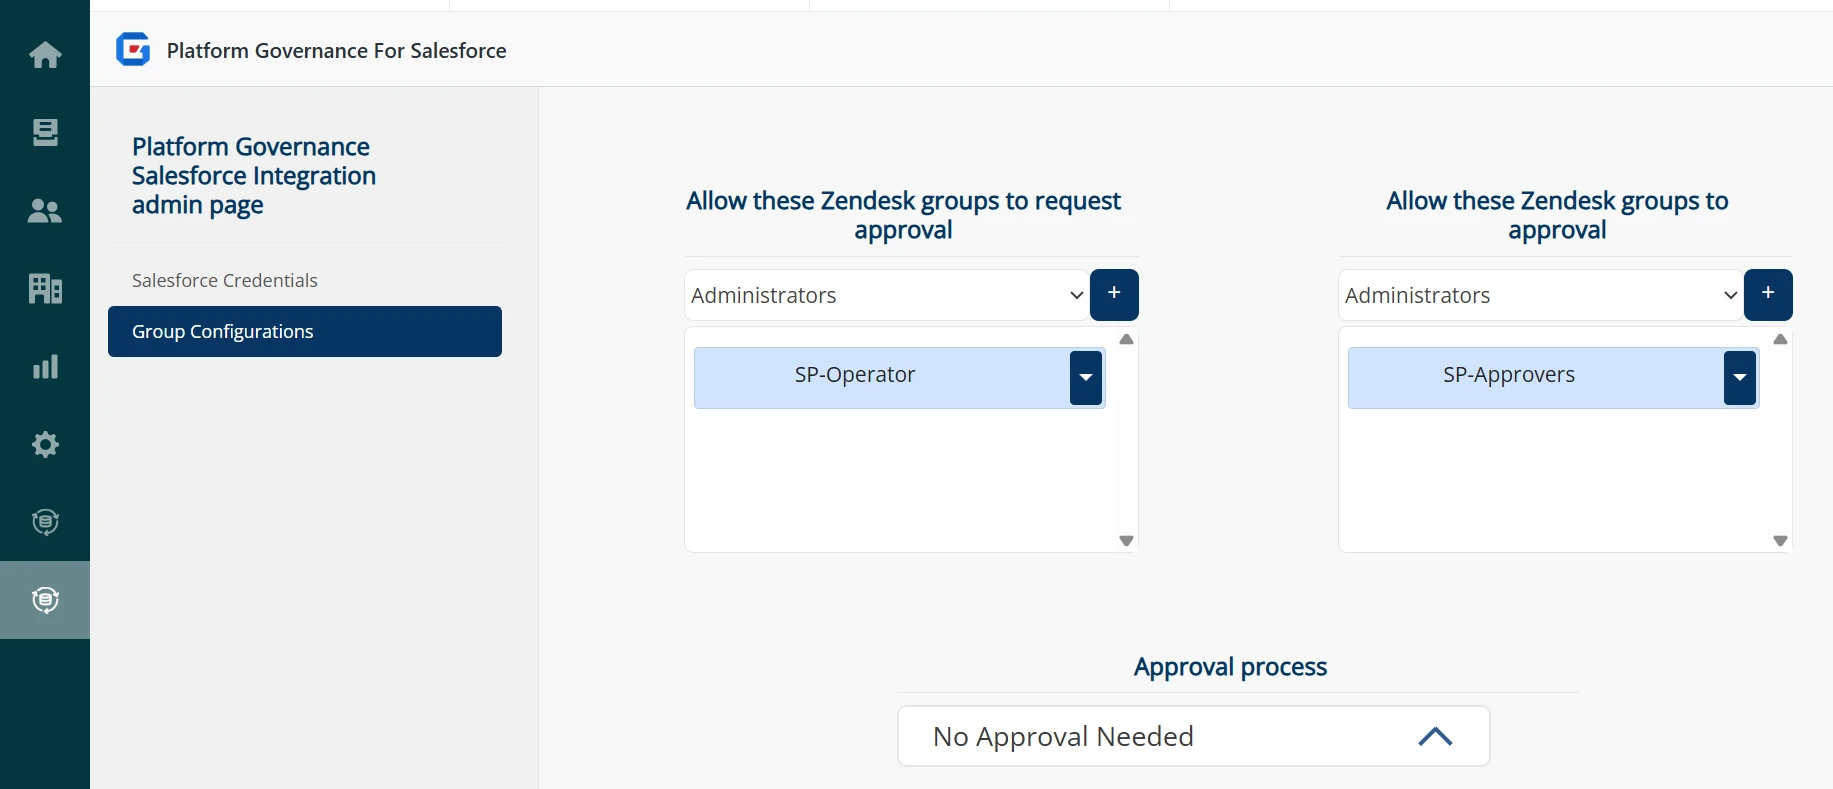 Platform Governance For Salesforce
Platform Governance
Salesforce Integration
admin page
Salesforce Credentials
Group Configurations
Allow these Zendesk groups to request
approval
Administrators
+
SP-Operator
Allow these Zendesk groups to
approval
Administrators
+
SP-Approvers
Approval process
No Approval Needed